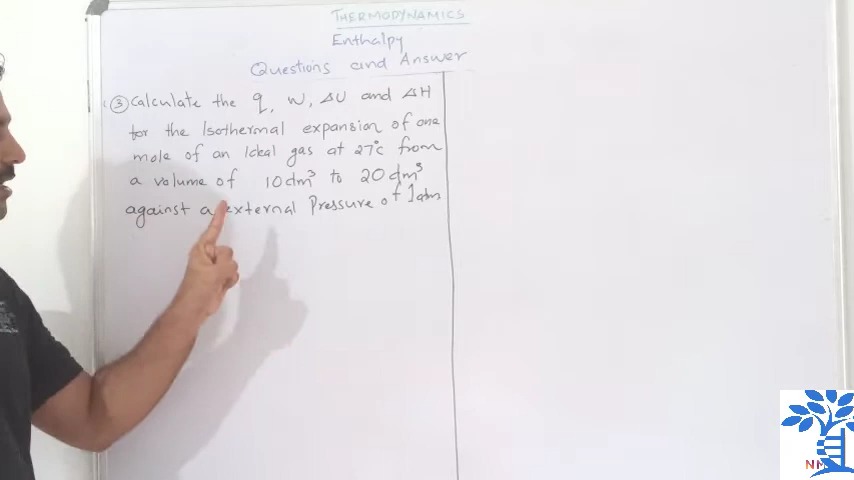 THERMODYNAMICS
Enthalpy
Questions and Answer
③ Calculate the q, W, ΔU and ΔH
for the Isothermal expansion of one
mole of an Ideal gas at 27°C from
a volume of 10dm³ to 20dm³
against a external Pressure of 1atm
NM